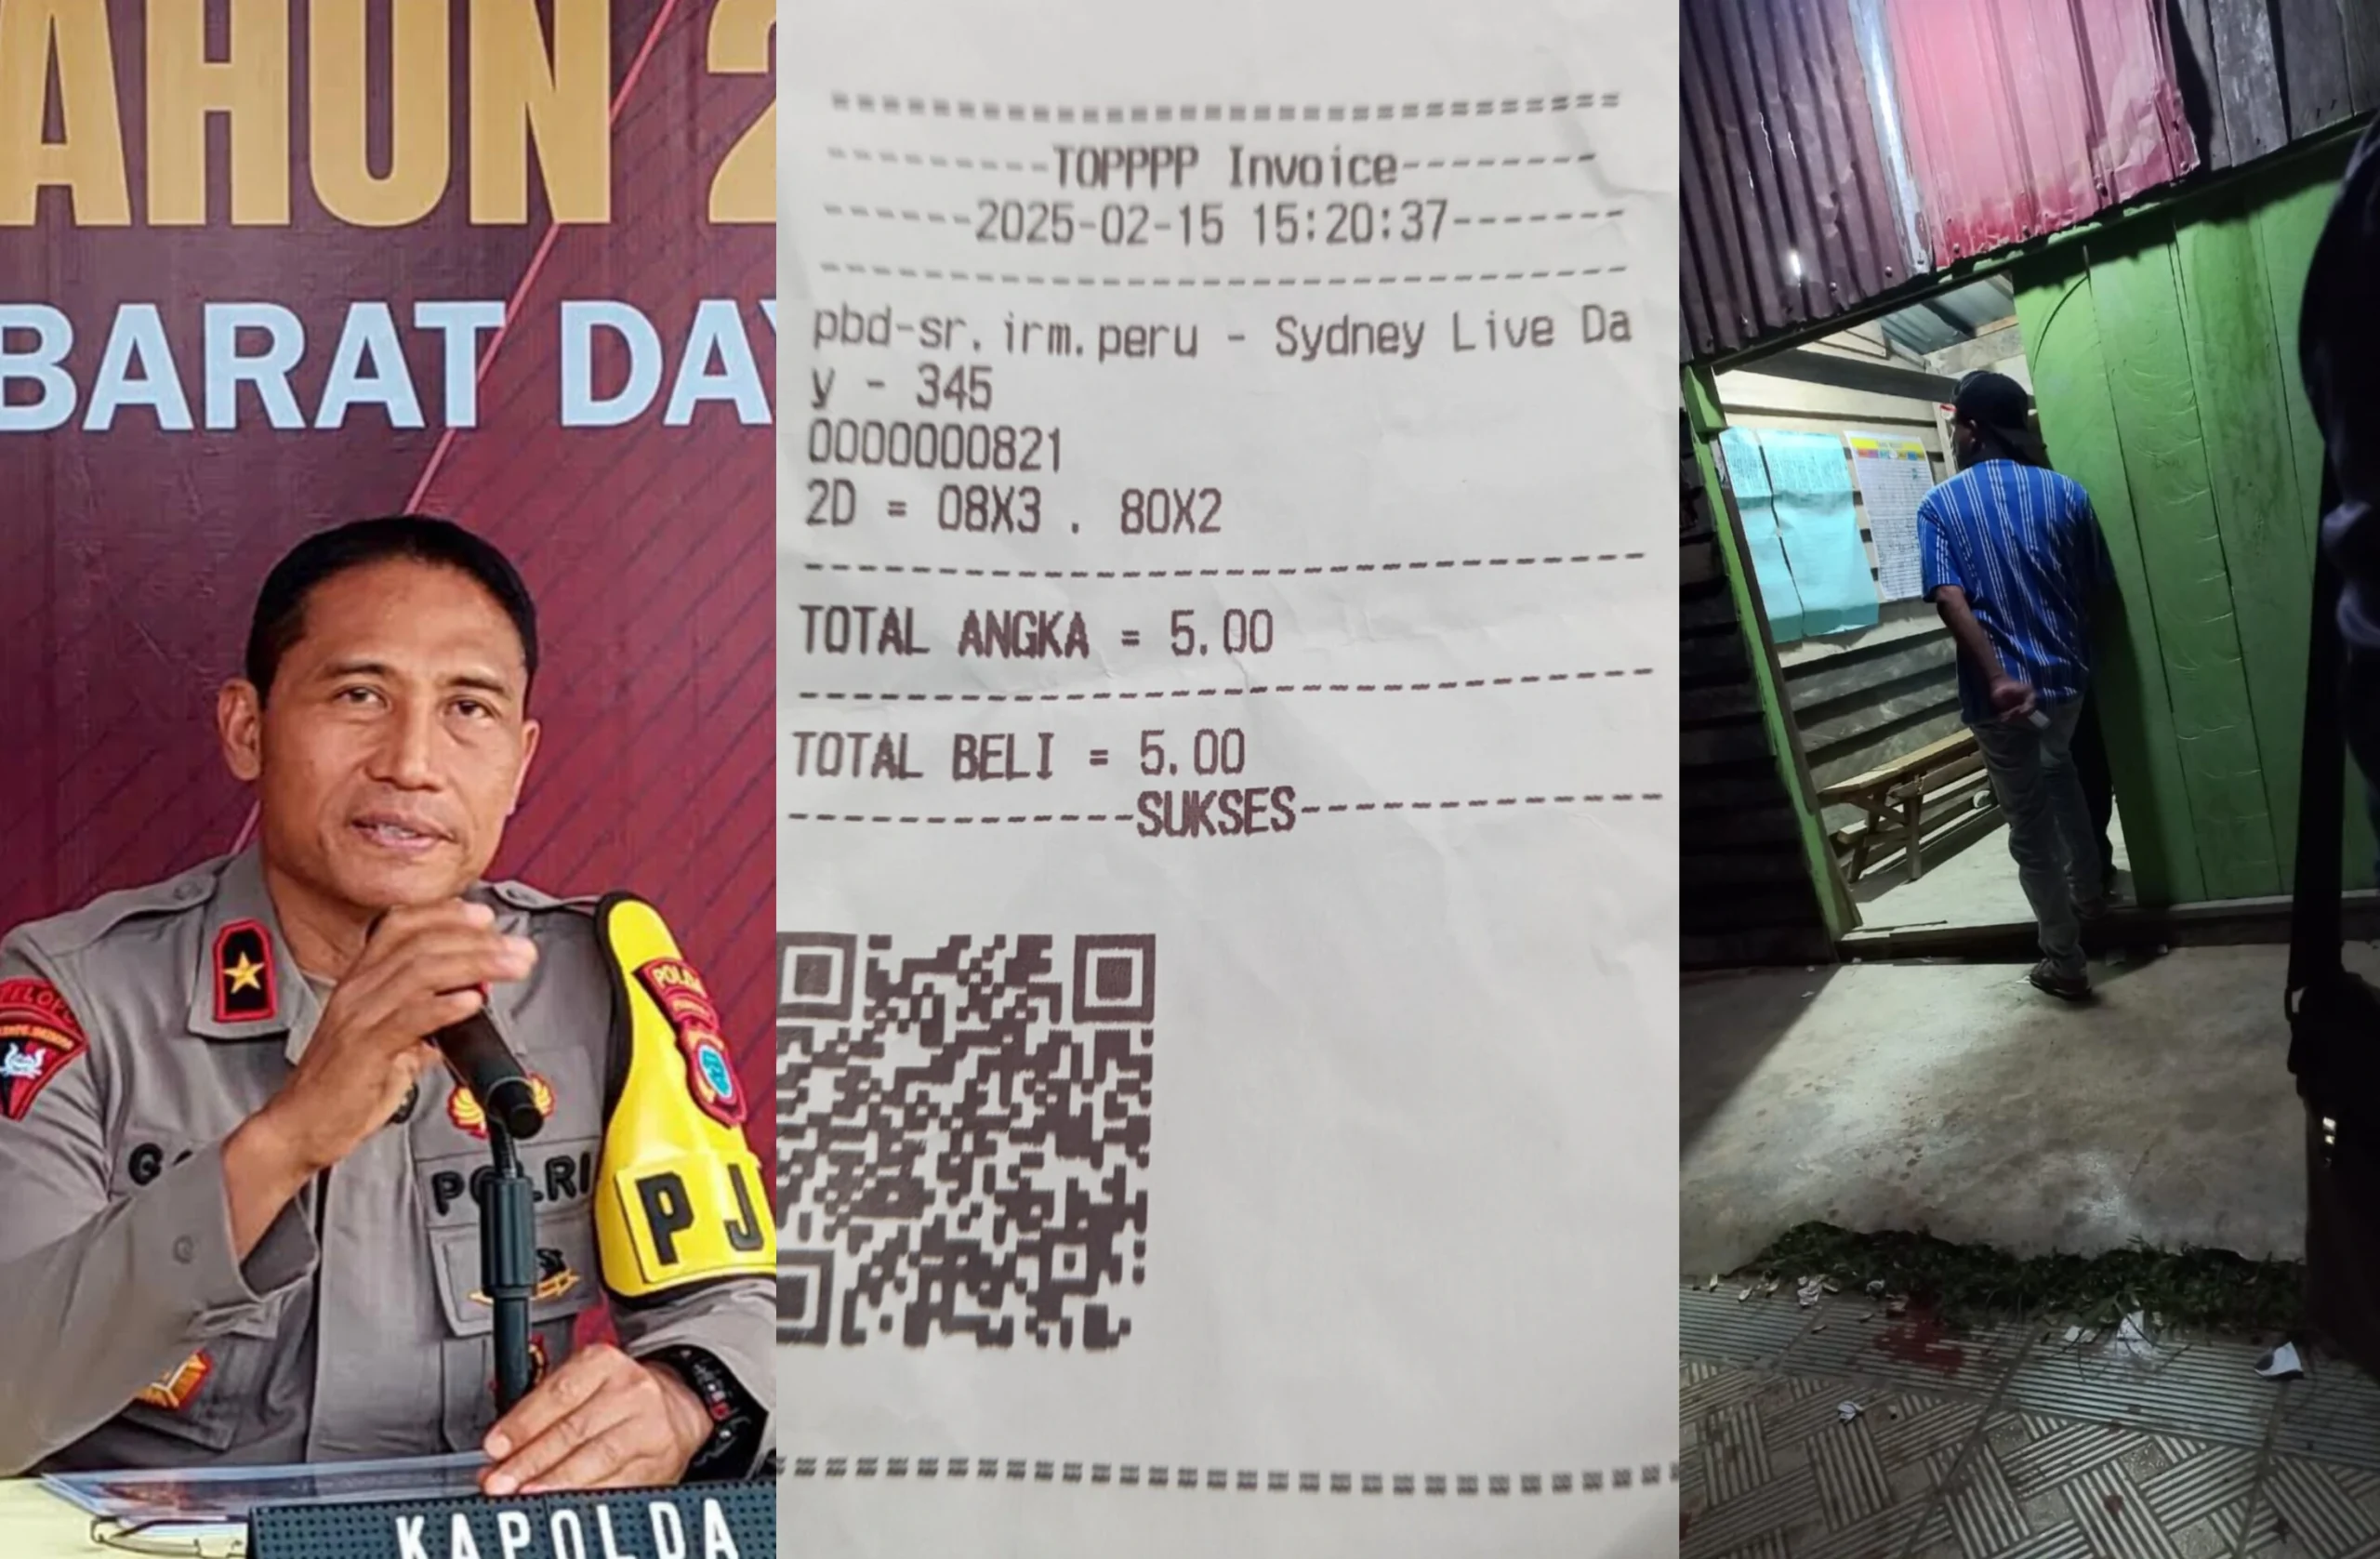 AHUN 2
BARAT DAY
POLRI
PJ
KAPOLDA
TOPPPP Invoice
2025-02-15 15:20:37
pbd-sr.irm.peru - Sydney Live Da
y - 345
0000000821
2D = 08X3 . 80X2
TOTAL ANGKA = 5.00
TOTAL BELI = 5.00
SUKSES